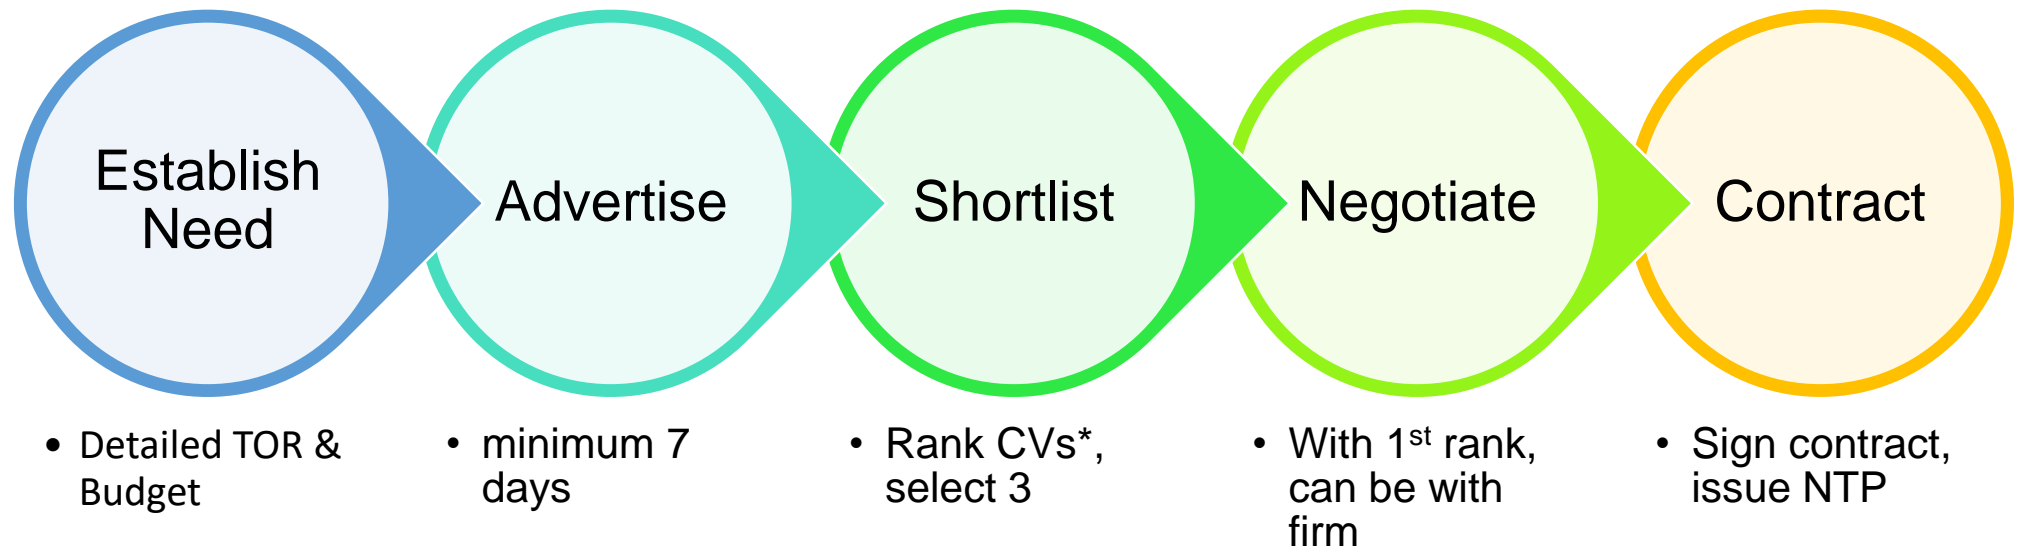 Establish
Need
Advertise
Shortlist
Negotiate
Contract
• Detailed TOR &
Budget
• minimum 7
days
• Rank CVs*,
select 3
• With 1st rank,
can be with
firm
• Sign contract,
issue NTP